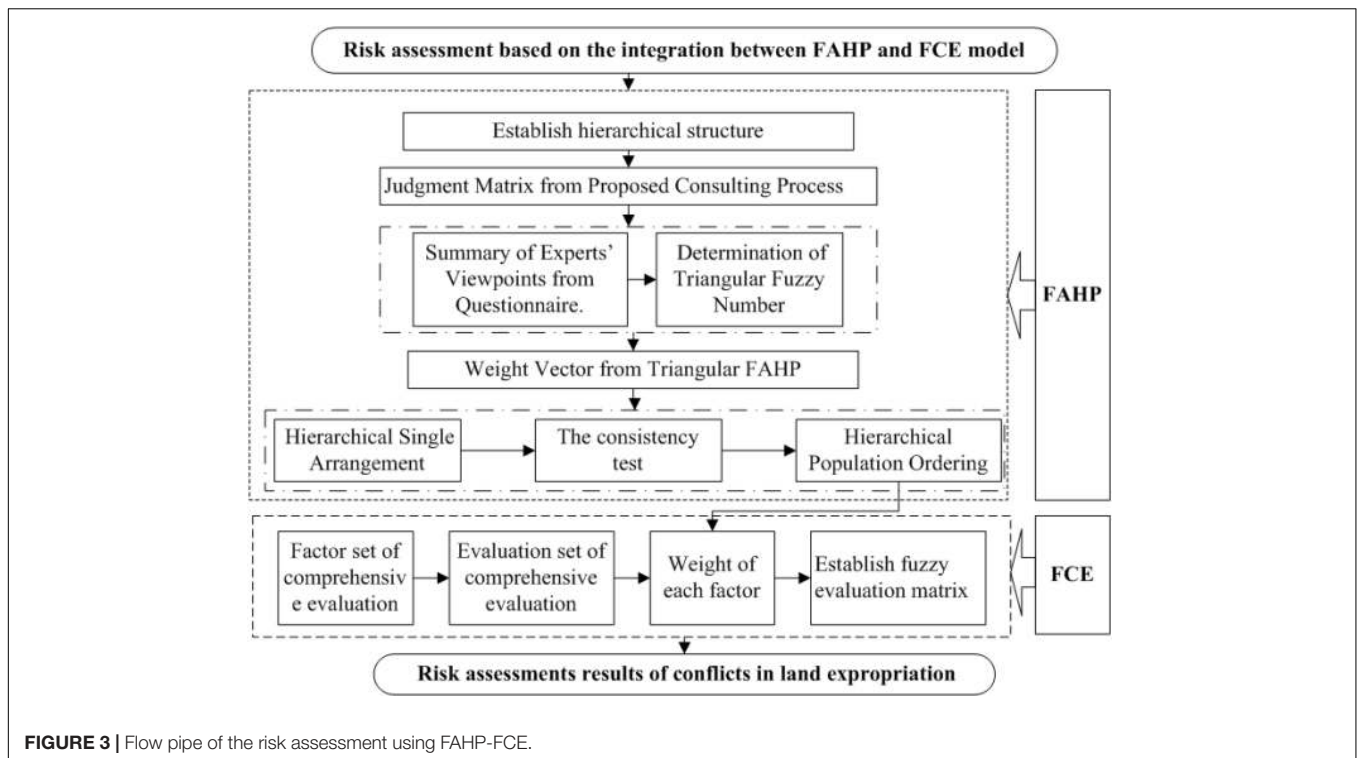 Risk assessment based on the integration between FAHP and FCE model
Establish hierarchical structure
Judgment Matrix from Proposed Consulting Process
Summary of Experts'
Viewpoints from
Questionnaire.
Determination of
Triangular Fuzzy
Number
Weight Vector from Triangular FAHP
Hierarchical Single
Arrangement
The consistency
test
Hierarchical
Population Ordering
FAHP
Factor set of
comprehensiv
e evaluation
Evaluation set of
comprehensive
evaluation
Weight of
each factor
Establish fuzzy
evaluation matrix
FCE
Risk assessments results of conflicts in land expropriation
FIGURE 3 | Flow pipe of the risk assessment using FAHP-FCE.